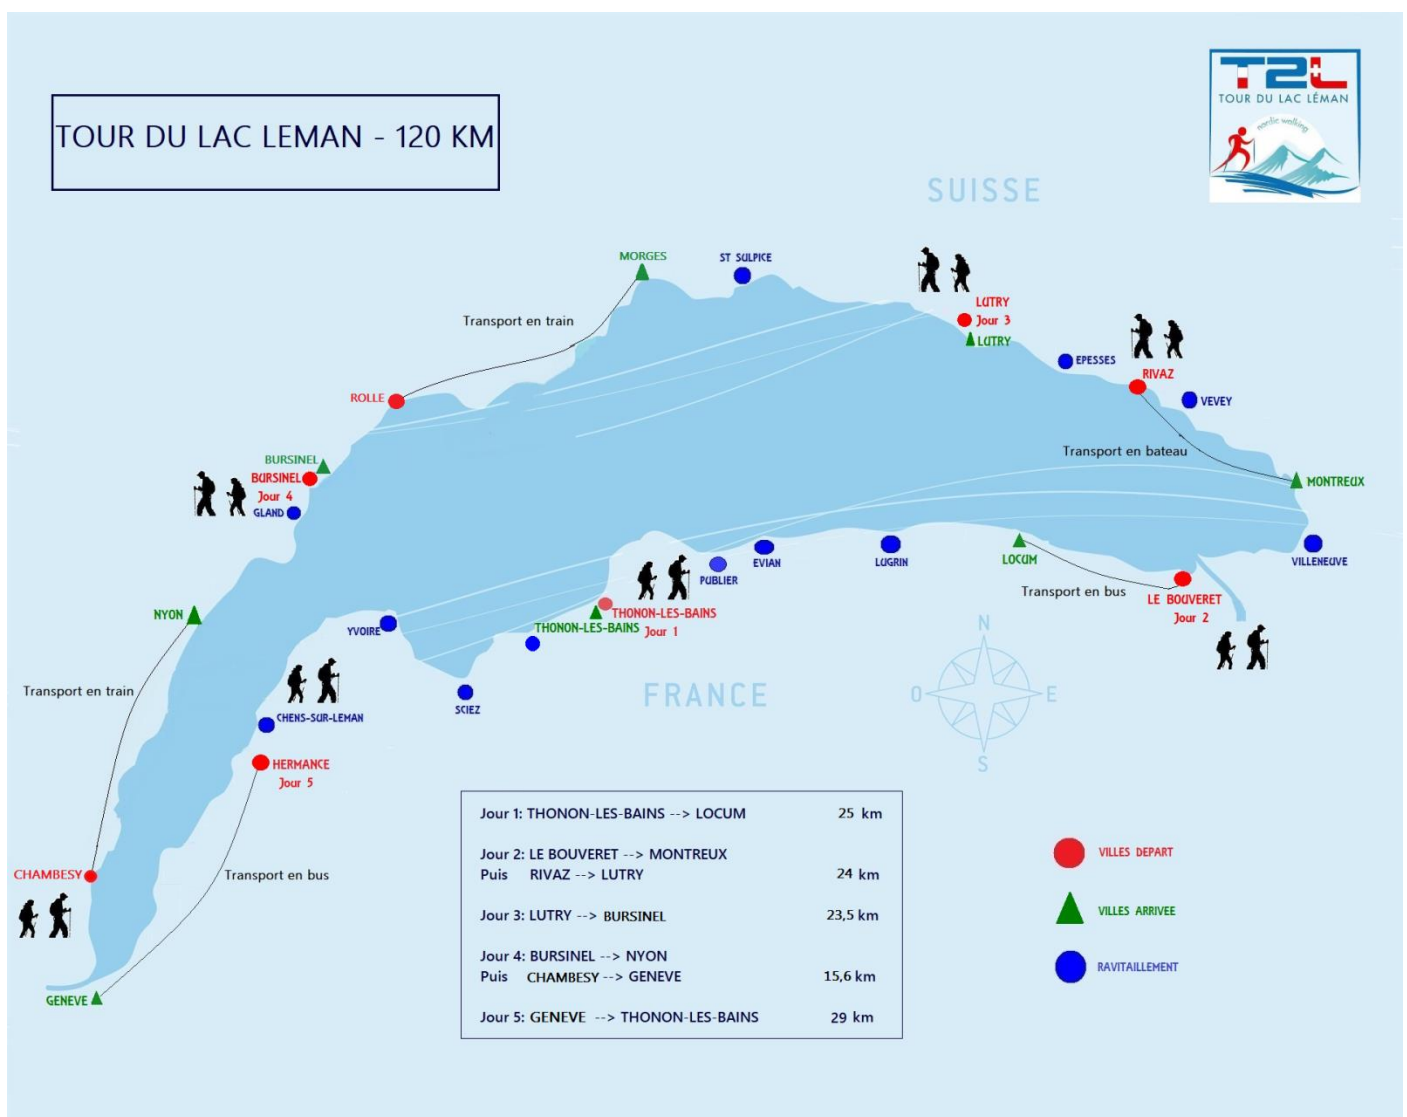 TOUR DU LAC LEMAN - 120 KM
T2L
TOUR DU LAC LÉMAN
nordic walking
SUISSE
MORGES
ST SULPICE
LUTRY
Jour 3
LUTRY
Transport en train
EPESSES
RIVAZ
ROLLE
VEVEY
Transport en bateau
BURSINEL
BURSINEL
Jour 4
GLAND
MONTREUX
VILLENEUVE
LOCUM
LUGRIN
EVIAN
PUBLIER
Transport en bus
LE BOUVERET
Jour 2
THONON-LES-BAINS
Jour 1
THONON-LES-BAINS
NYON
YVOIRE
N
O
E
S
FRANCE
Transport en train
SCIEZ
CHENS-SUR-LEMAN
HERMANCE
Jour 5
CHAMBESY
Transport en bus
GENEVE
Jour 1: THONON-LES-BAINS --> LOCUM 25 km
Jour 2: LE BOUVERET --> MONTREUX
Puis RIVAZ --> LUTRY 24 km
Jour 3: LUTRY --> BURSINEL 23,5 km
Jour 4: BURSINEL --> NYON
Puis CHAMBESY --> GENEVE 15,6 km
Jour 5: GENEVE --> THONON-LES-BAINS 29 km
VILLES DEPART
VILLES ARRIVEE
RAVITAILLEMENT